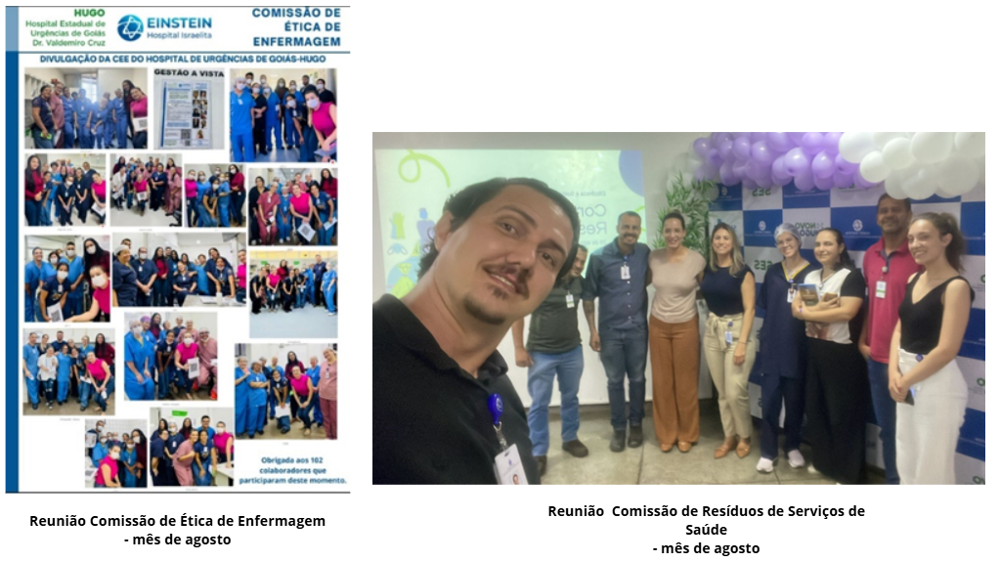 HUGO
Hospital Estadual de
Urgências de Goiás
Dr. Valdemiro Cruz
EINSTEIN
Hospital Israelita
COMISSÃO DE
ÉTICA DE
ENFERMAGEM
DIVULGAÇÃO DA CEE DO HOSPITAL DE URGÊNCIAS DE GOIÁS-HUGO
GESTÃO A VISTA
Obrigada aos 102
colaboradores que
participaram deste momento.
SES
SES
Reunião Comissão de Ética de Enfermagem
- mês de agosto
Reunião Comissão de Resíduos de Serviços de
Saúde
- mês de agosto